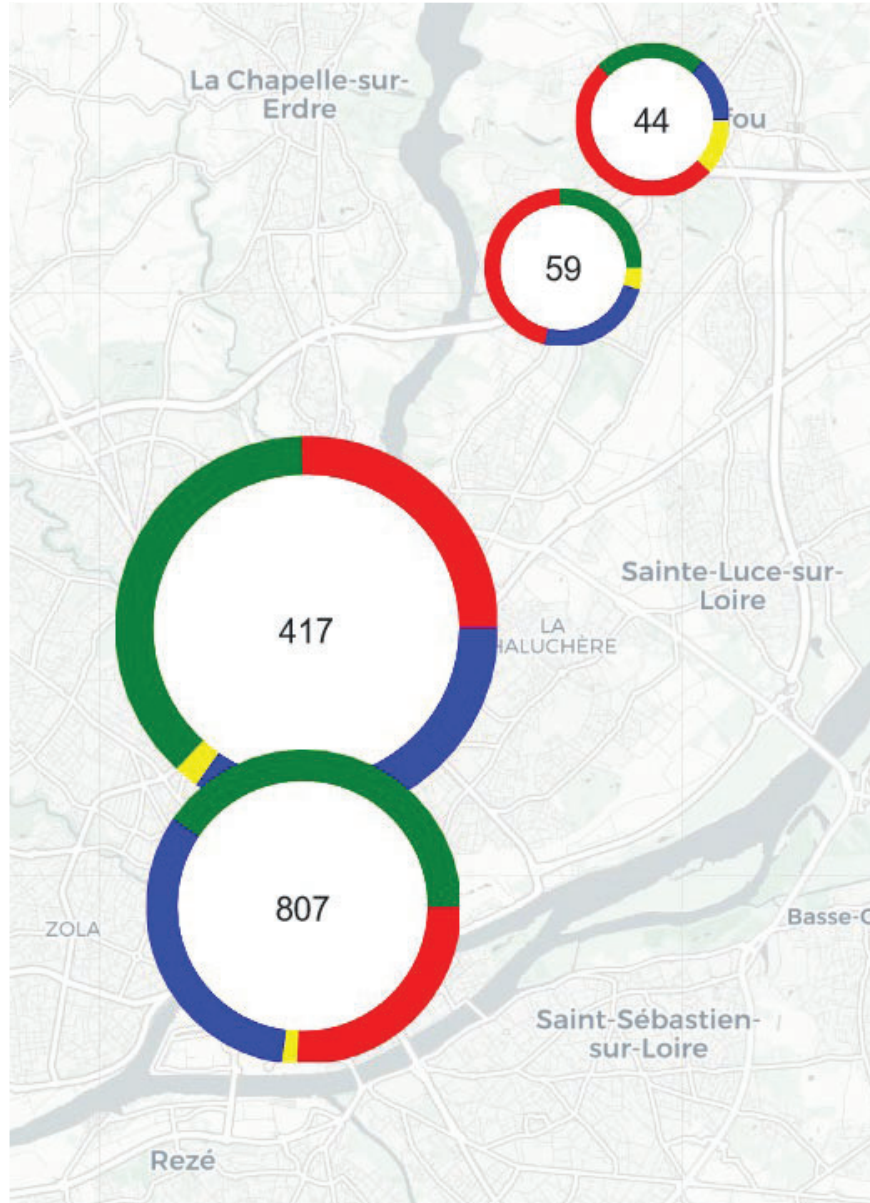 La Chapelle-sur-
Erdre
44
fou
59
417
Sainte-Luce-sur-
Loire
LA
HALUCHÈRE
807
ZOLA
Basse-G
Saint-Sébastien-
sur-Loire
Rezé